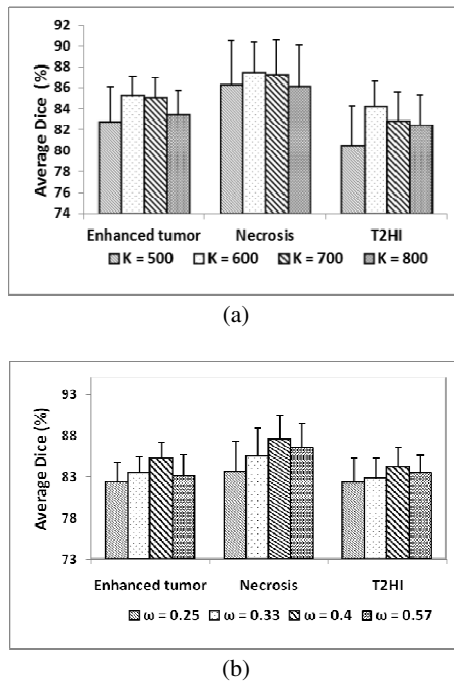 92
90
88
86
84
82
80
78
76
74
Average Dice (%)
Enhanced tumor Necrosis T2HI
K = 500 K = 600 K = 700 K = 800
(a)
93
88
83
78
73
Average Dice (%)
Enhanced tumor Necrosis T2HI
ω = 0.25 ω = 0.33 ω = 0.4 ω = 0.57
(b)